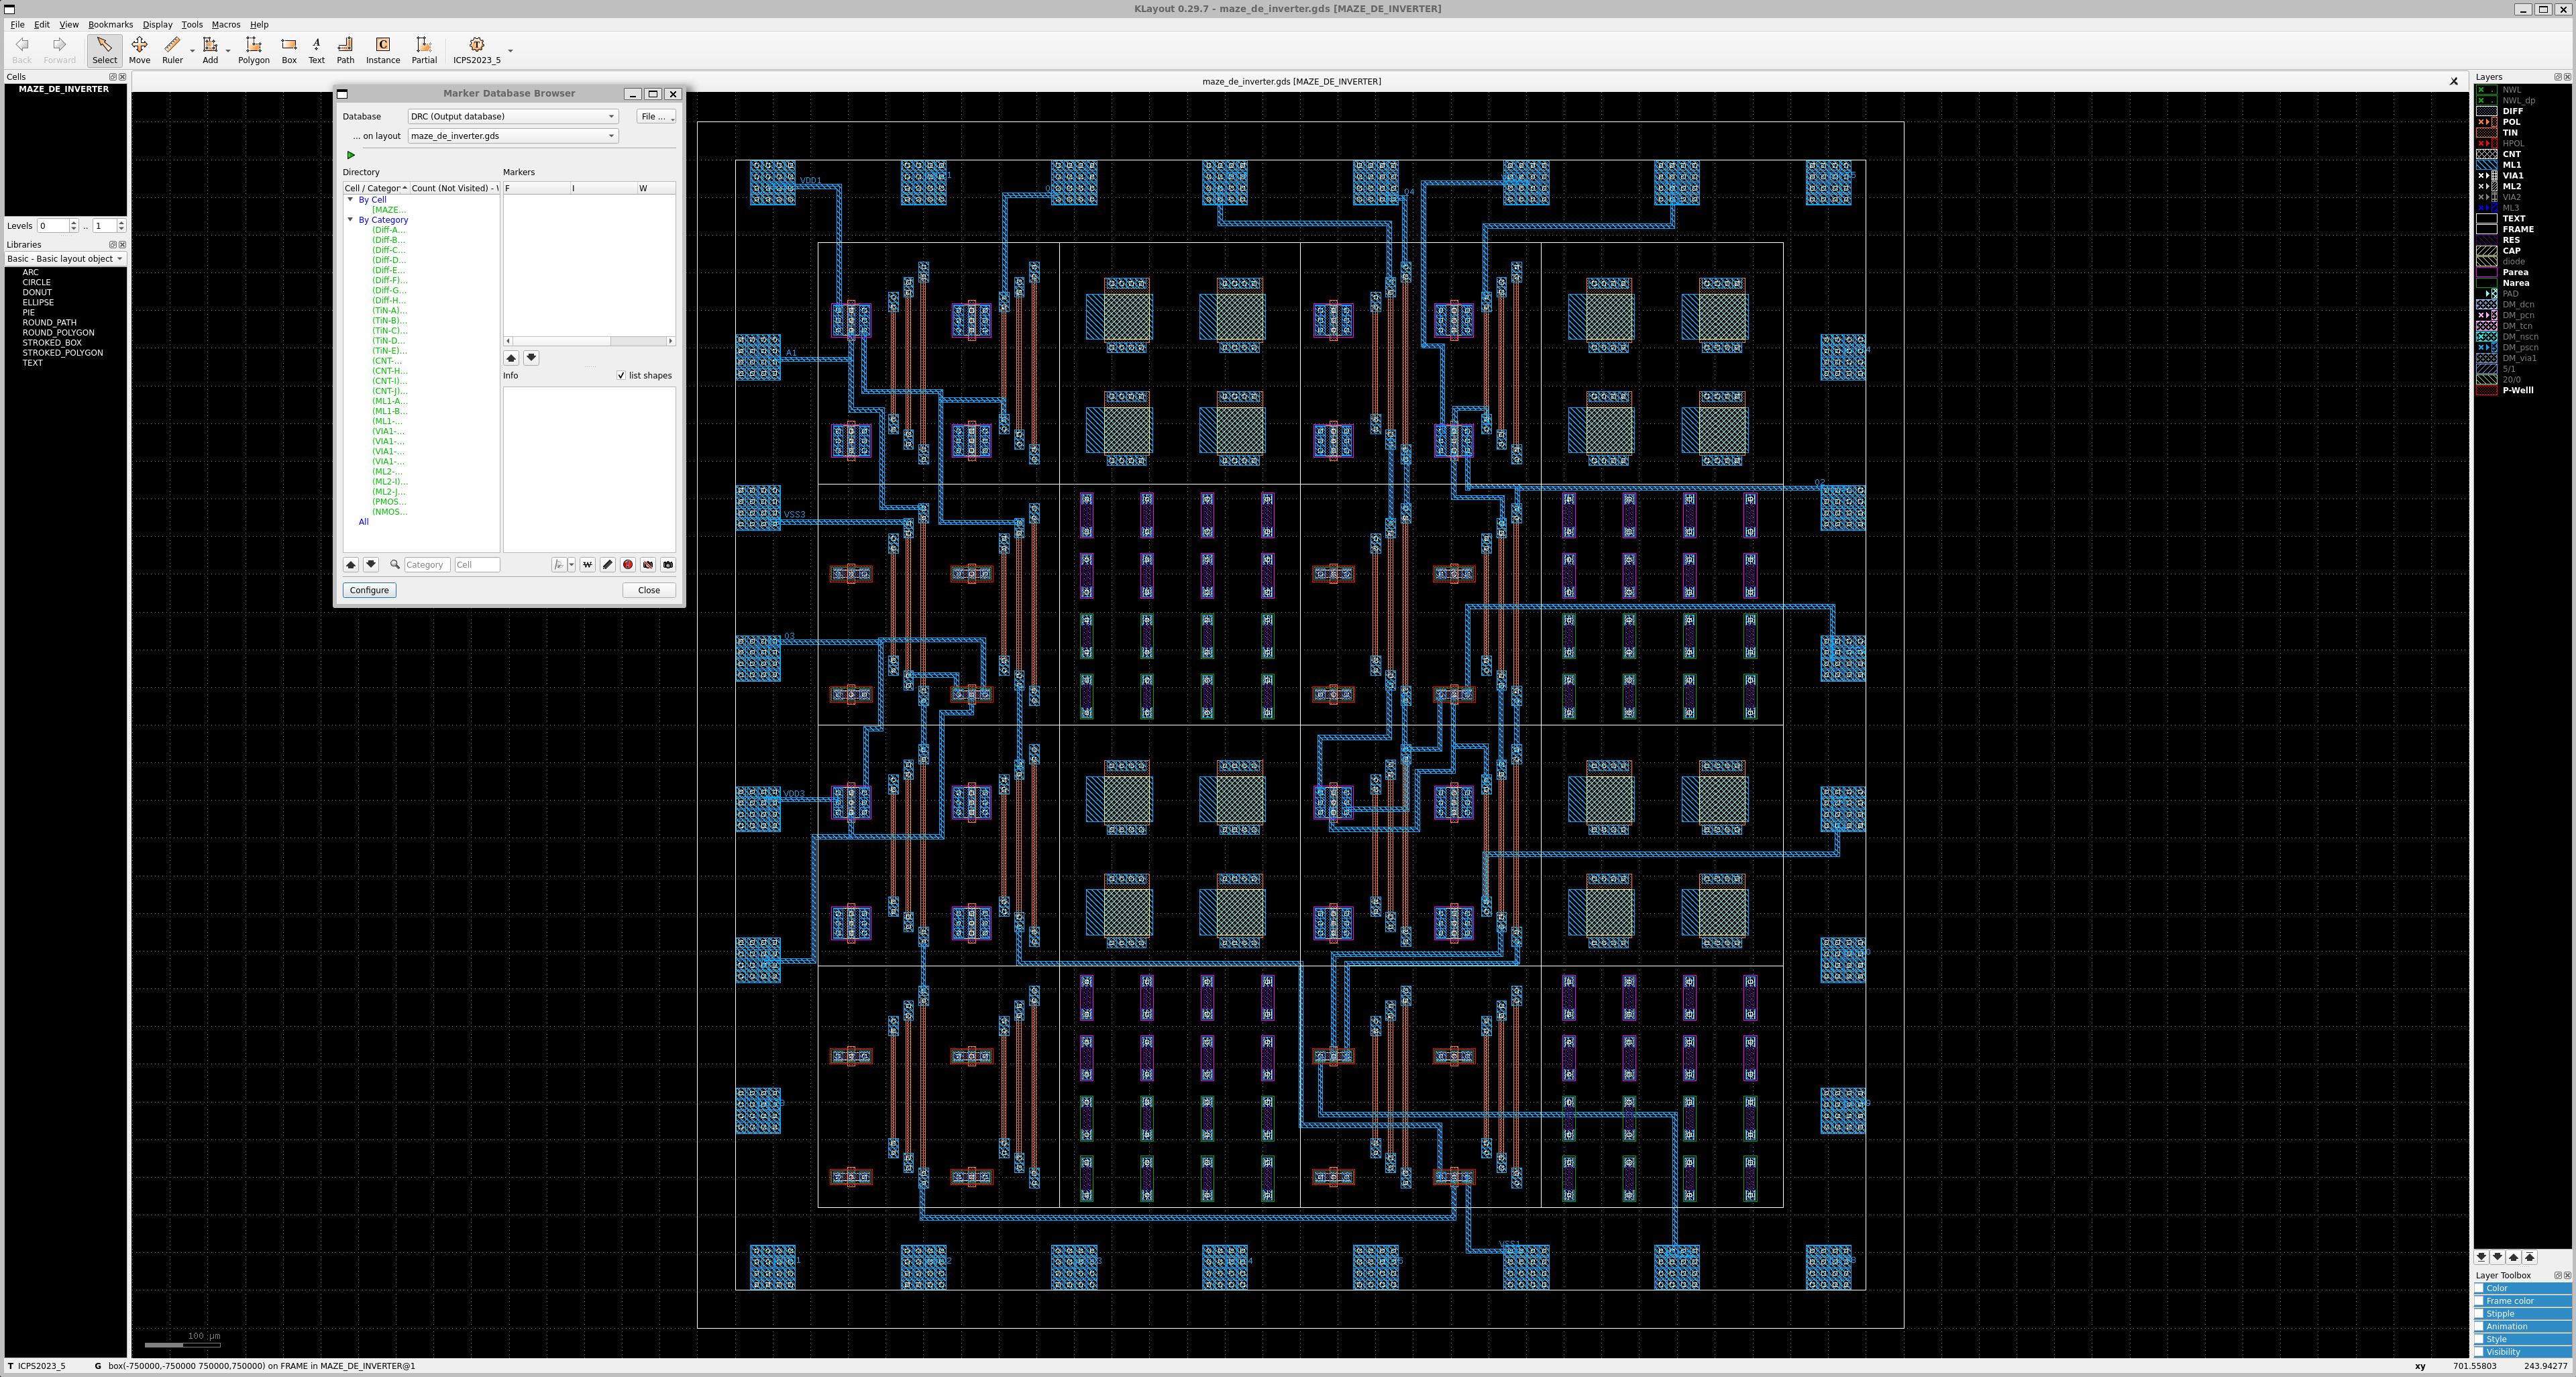 KLayout 0.29.7 - maze_de_inverter.gds [MAZE_DE_INVERTER]
File Edit View Bookmarks Display Tools Macros Help
Back Forward Select Move Ruler Add Polygon Box Text Path Instance Partial ICPS2023_5
Cells
MAZE_DE_INVERTER
Levels 0 .. 1
Libraries
Basic - Basic layout object
ARC
CIRCLE
DONUT
ELLIPSE
PIE
ROUND_PATH
ROUND_POLYGON
STROKED_BOX
STROKED_POLYGON
TEXT
maze_de_inverter.gds [MAZE_DE_INVERTER]
Marker Database Browser
Database DRC (Output database) File ...
... on layout maze_de_inverter.gds
Directory Markers
Cell / Categor Count (Not Visited) - F I W
By Cell
[MAZE...
By Category
(Diff-A...
(Diff-B...
(Diff-C...
(Diff-D...
(Diff-E...
(Diff-F)...
(Diff-G...
(Diff-H...
(TiN-A)...
(TiN-B)...
(TiN-C)...
(TiN-D...
(TiN-E)...
(CNT-...
(CNT-H...
(CNT-I)...
(CNT-J)...
(ML1-A...
(ML1-B...
(ML1-...
(VIA1-...
(VIA1-...
(VIA1-...
(VIA1-...
(ML2-...
(ML2-I)...
(ML2-J...
(PMOS...
(NMOS...
All
Info list shapes
Category Cell
Configure Close
VDD1
O4
A1
VSS3
O2
O3
VDD3
VSS1
100 µm
Layers
NWL
NWL_dp
DIFF
POL
TIN
HPOL
CNT
ML1
VIA1
ML2
VIA2
ML3
TEXT
FRAME
RES
CAP
diode
Parea
Narea
PAD
DM_dcn
DM_pcn
DM_tcn
DM_nscn
DM_pscn
DM_via1
5/1
20/0
P-Welll
Layer Toolbox
Color
Frame color
Stipple
Animation
Style
Visibility
T ICPS2023_5 G box(-750000,-750000 750000,750000) on FRAME in MAZE_DE_INVERTER@1 xy 701.55803 243.94277